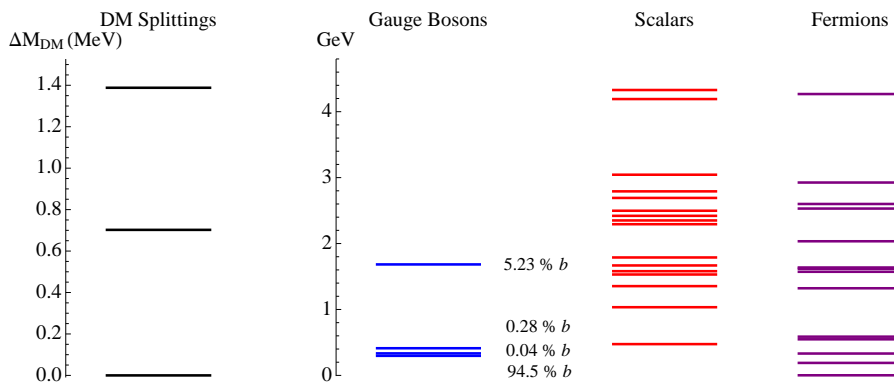 DM Splittings Gauge Bosons Scalars Fermions
ΔM_DM (MeV) GeV
1.4
1.2
1.0
0.8
0.6
0.4
0.2
0.0
4
3
2
1
0
5.23 % b
0.28 % b
0.04 % b
94.5 % b